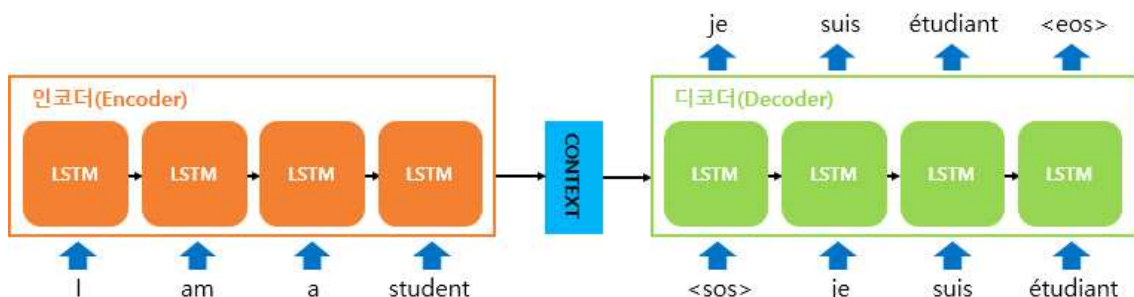 je suis étudiant <eos>
인코더(Encoder)
디코더(Decoder)
LSTM LSTM LSTM LSTM
CONTEXT
LSTM LSTM LSTM LSTM
I am a student
<sos> je suis étudiant